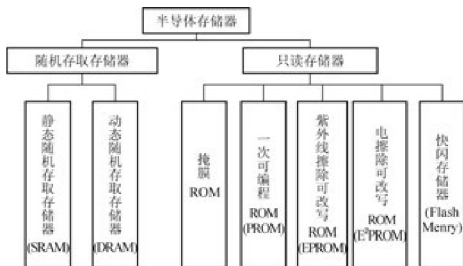 半导体存储器
随机存取存储器
只读存储器
静态随机存取存储器
(SRAM)
动态随机存取存储器
(DRAM)
掩膜
ROM
一次可编程
ROM
(PROM)
紫外线擦除可改写
ROM
(EPROM)
电擦除可改写
ROM
(E²PROM)
快闪存储器
(Flash
Menry)